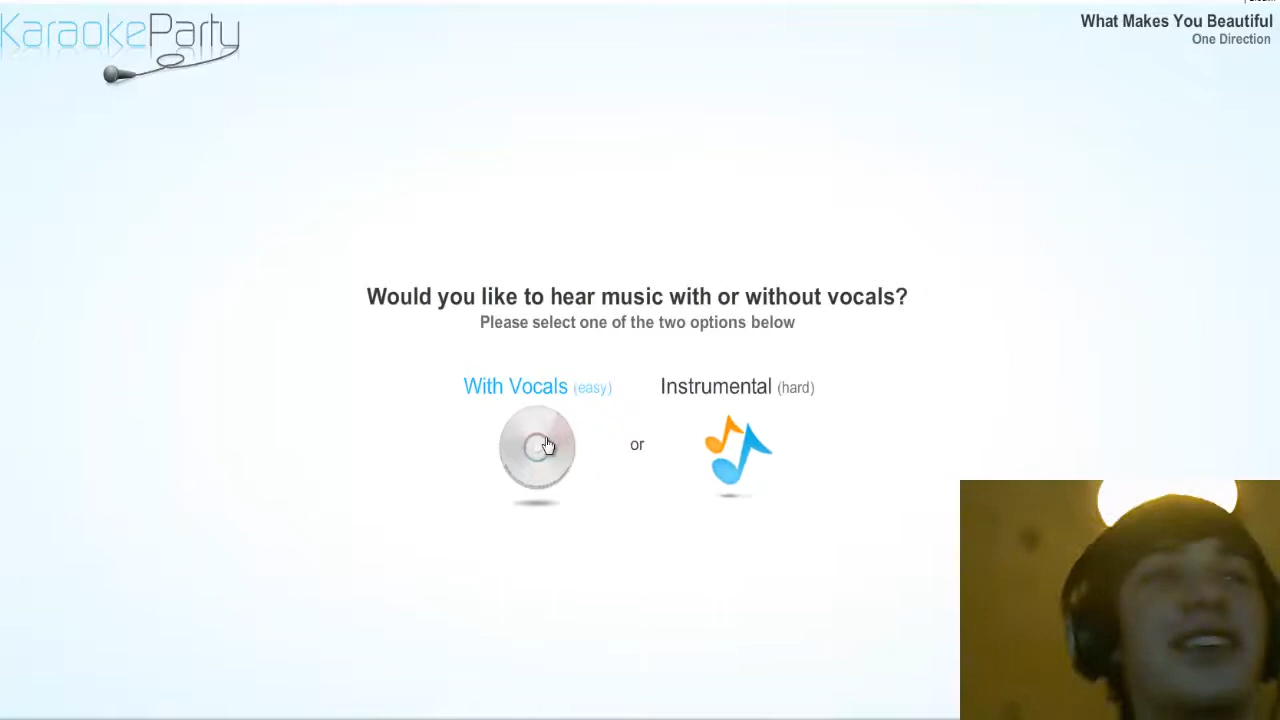 KaraokeParty
What Makes You Beautiful
One Direction
Would you like to hear music with or without vocals?
Please select one of the two options below
With Vocals (easy)
Instrumental (hard)
or